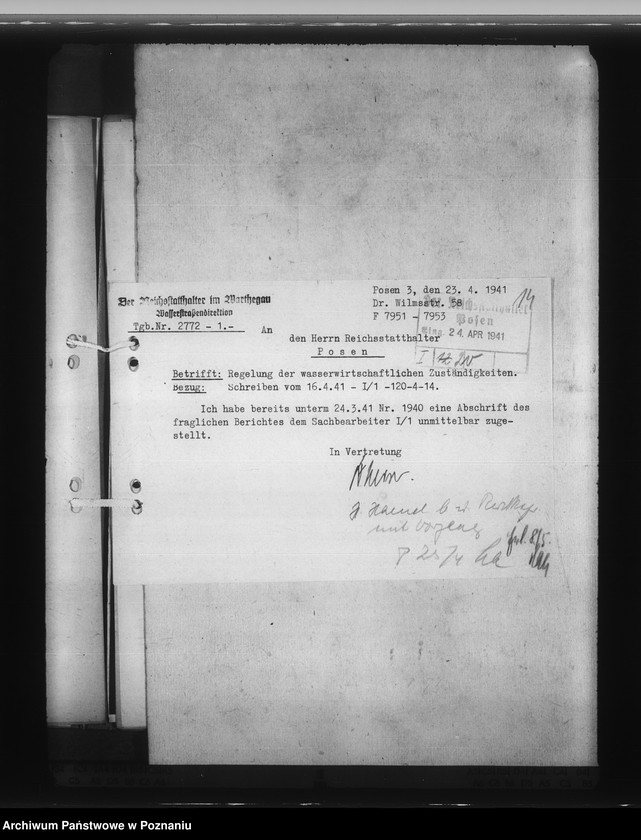 Der Reichsstatthalter im Warthegau
Wasserstraßendirektion
Tgb.Nr. 2772 - 1.-
Posen 3, den 23. 4. 1941
Dr. Wilmsstr. 58
F 7951 - 7953
14
Posen
24. APR 1941
I
An
den Herrn Reichsstatthalter
Posen
Betrifft: Regelung der wasserwirtschaftlichen Zuständigkeiten.
Bezug: Schreiben vom 16.4.41 - I/1 -120-4-14.
Ich habe bereits unterm 24.3.41 Nr. 1940 eine Abschrift des
fraglichen Berichtes dem Sachbearbeiter I/1 unmittelbar zuge-
stellt.
In Vertretung
mit Vorgang
Archiwum Państwowe w Poznaniu